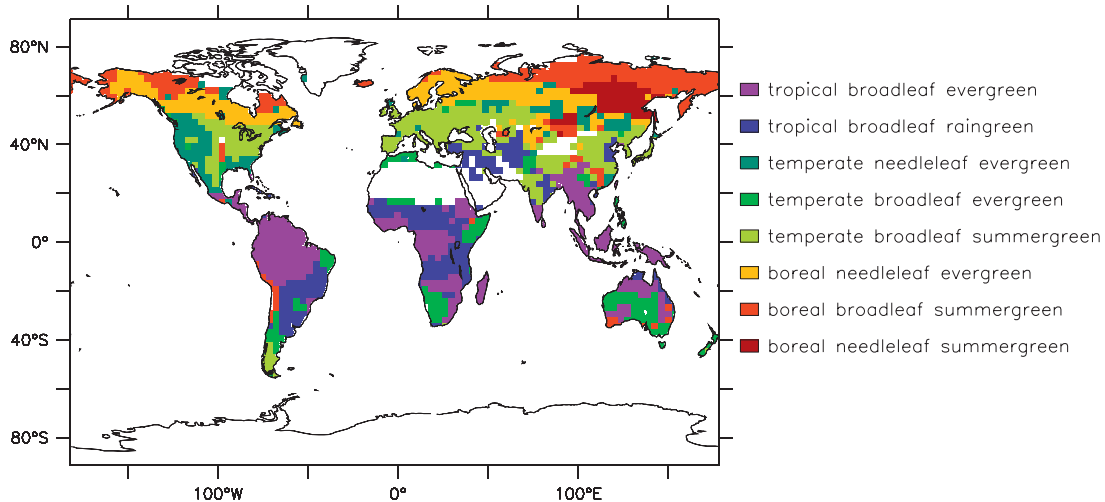 80°N
40°N
0°
40°S
80°S
100°W
0°
100°E
tropical broadleaf evergreen
tropical broadleaf raingreen
temperate needleleaf evergreen
temperate broadleaf evergreen
temperate broadleaf summergreen
boreal needleleaf evergreen
boreal broadleaf summergreen
boreal needleleaf summergreen